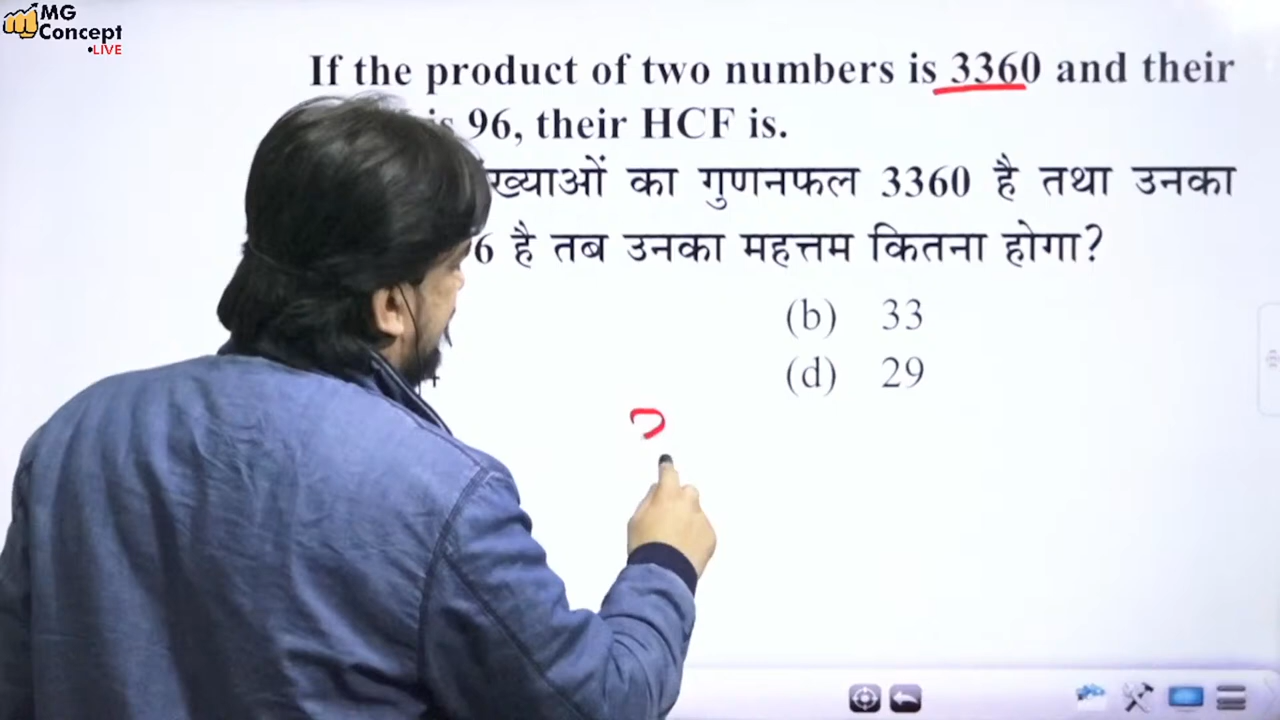 MG
Concept
LIVE
If the product of two numbers is 3360 and their
is 96, their HCF is.
का गुणनफल 3360 है तथा उनका
6 है तब उनका महत्तम कितना होगा?
(b) 33
(d) 29